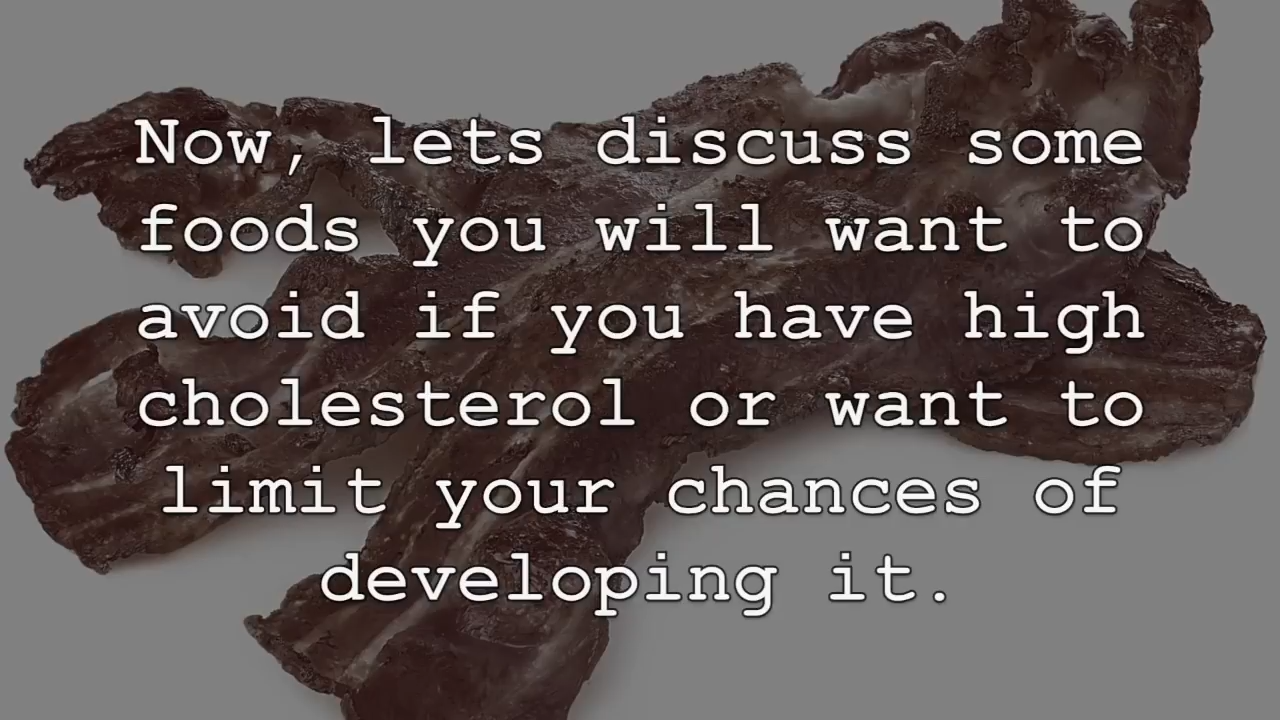 Now, lets discuss some
foods you will want to
avoid if you have high
cholesterol or want to
limit your chances of
developing it.